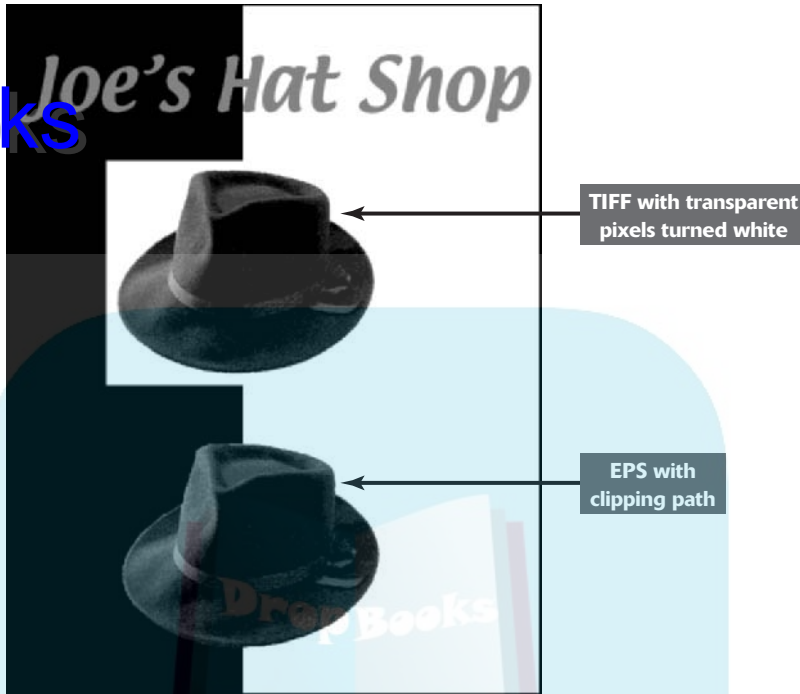 Joe's Hat Shop
ks
TIFF with transparent
pixels turned white
EPS with
clipping path
DropBooks